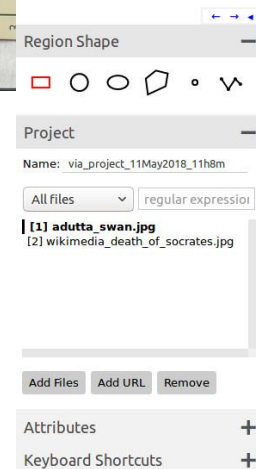 Region Shape
Project
Name: via_project_11May2018_11h8m
All files
regular expression
[1] adutta_swan.jpg
[2] wikimedia_death_of_socrates.jpg
Add Files Add URL Remove
Attributes
Keyboard Shortcuts